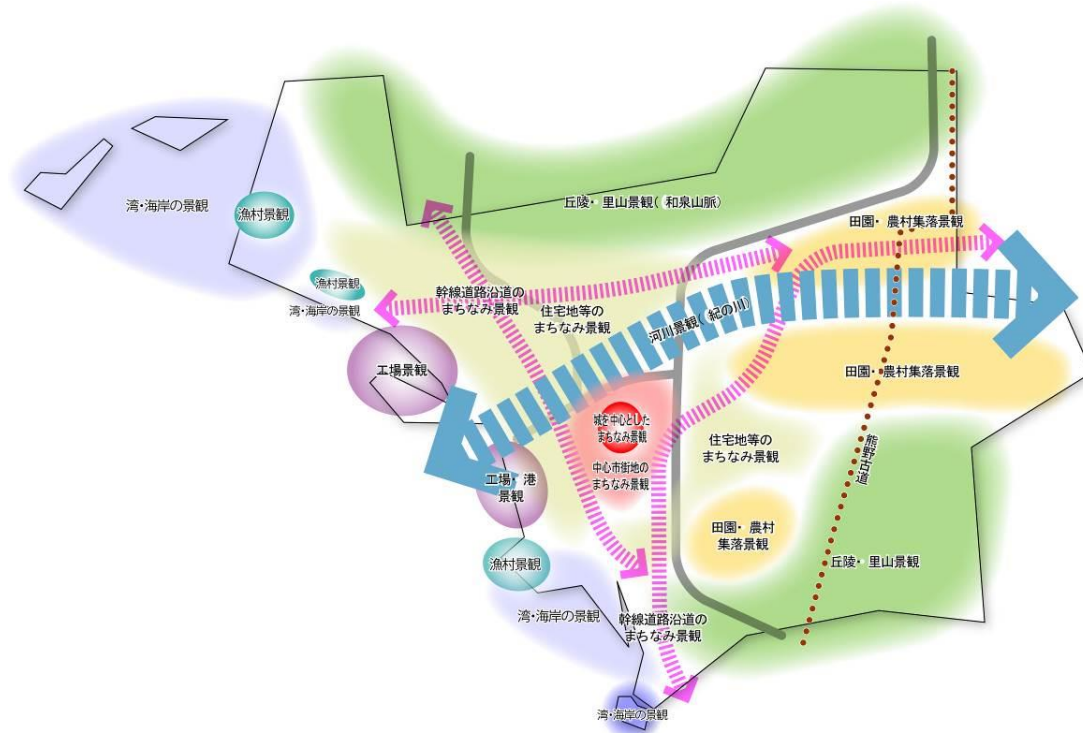 丘陵・里山景観(和泉山脈)
湾・海岸の景観
漁村景観
田園・農村集落景観
漁村景観
湾・海岸の景観
幹線道路沿道の
まちなみ景観
住宅地等の
まちなみ景観
河川景観(紀の川)
工場景観
田園・農村集落景観
城を中心とした
まちなみ景観
住宅地等の
まちなみ景観
熊野古道
中心市街地の
まちなみ景観
工場・港
景観
田園・農村
集落景観
漁村景観
丘陵・里山景観
湾・海岸の景観
幹線道路沿道の
まちなみ景観
湾・海岸の景観